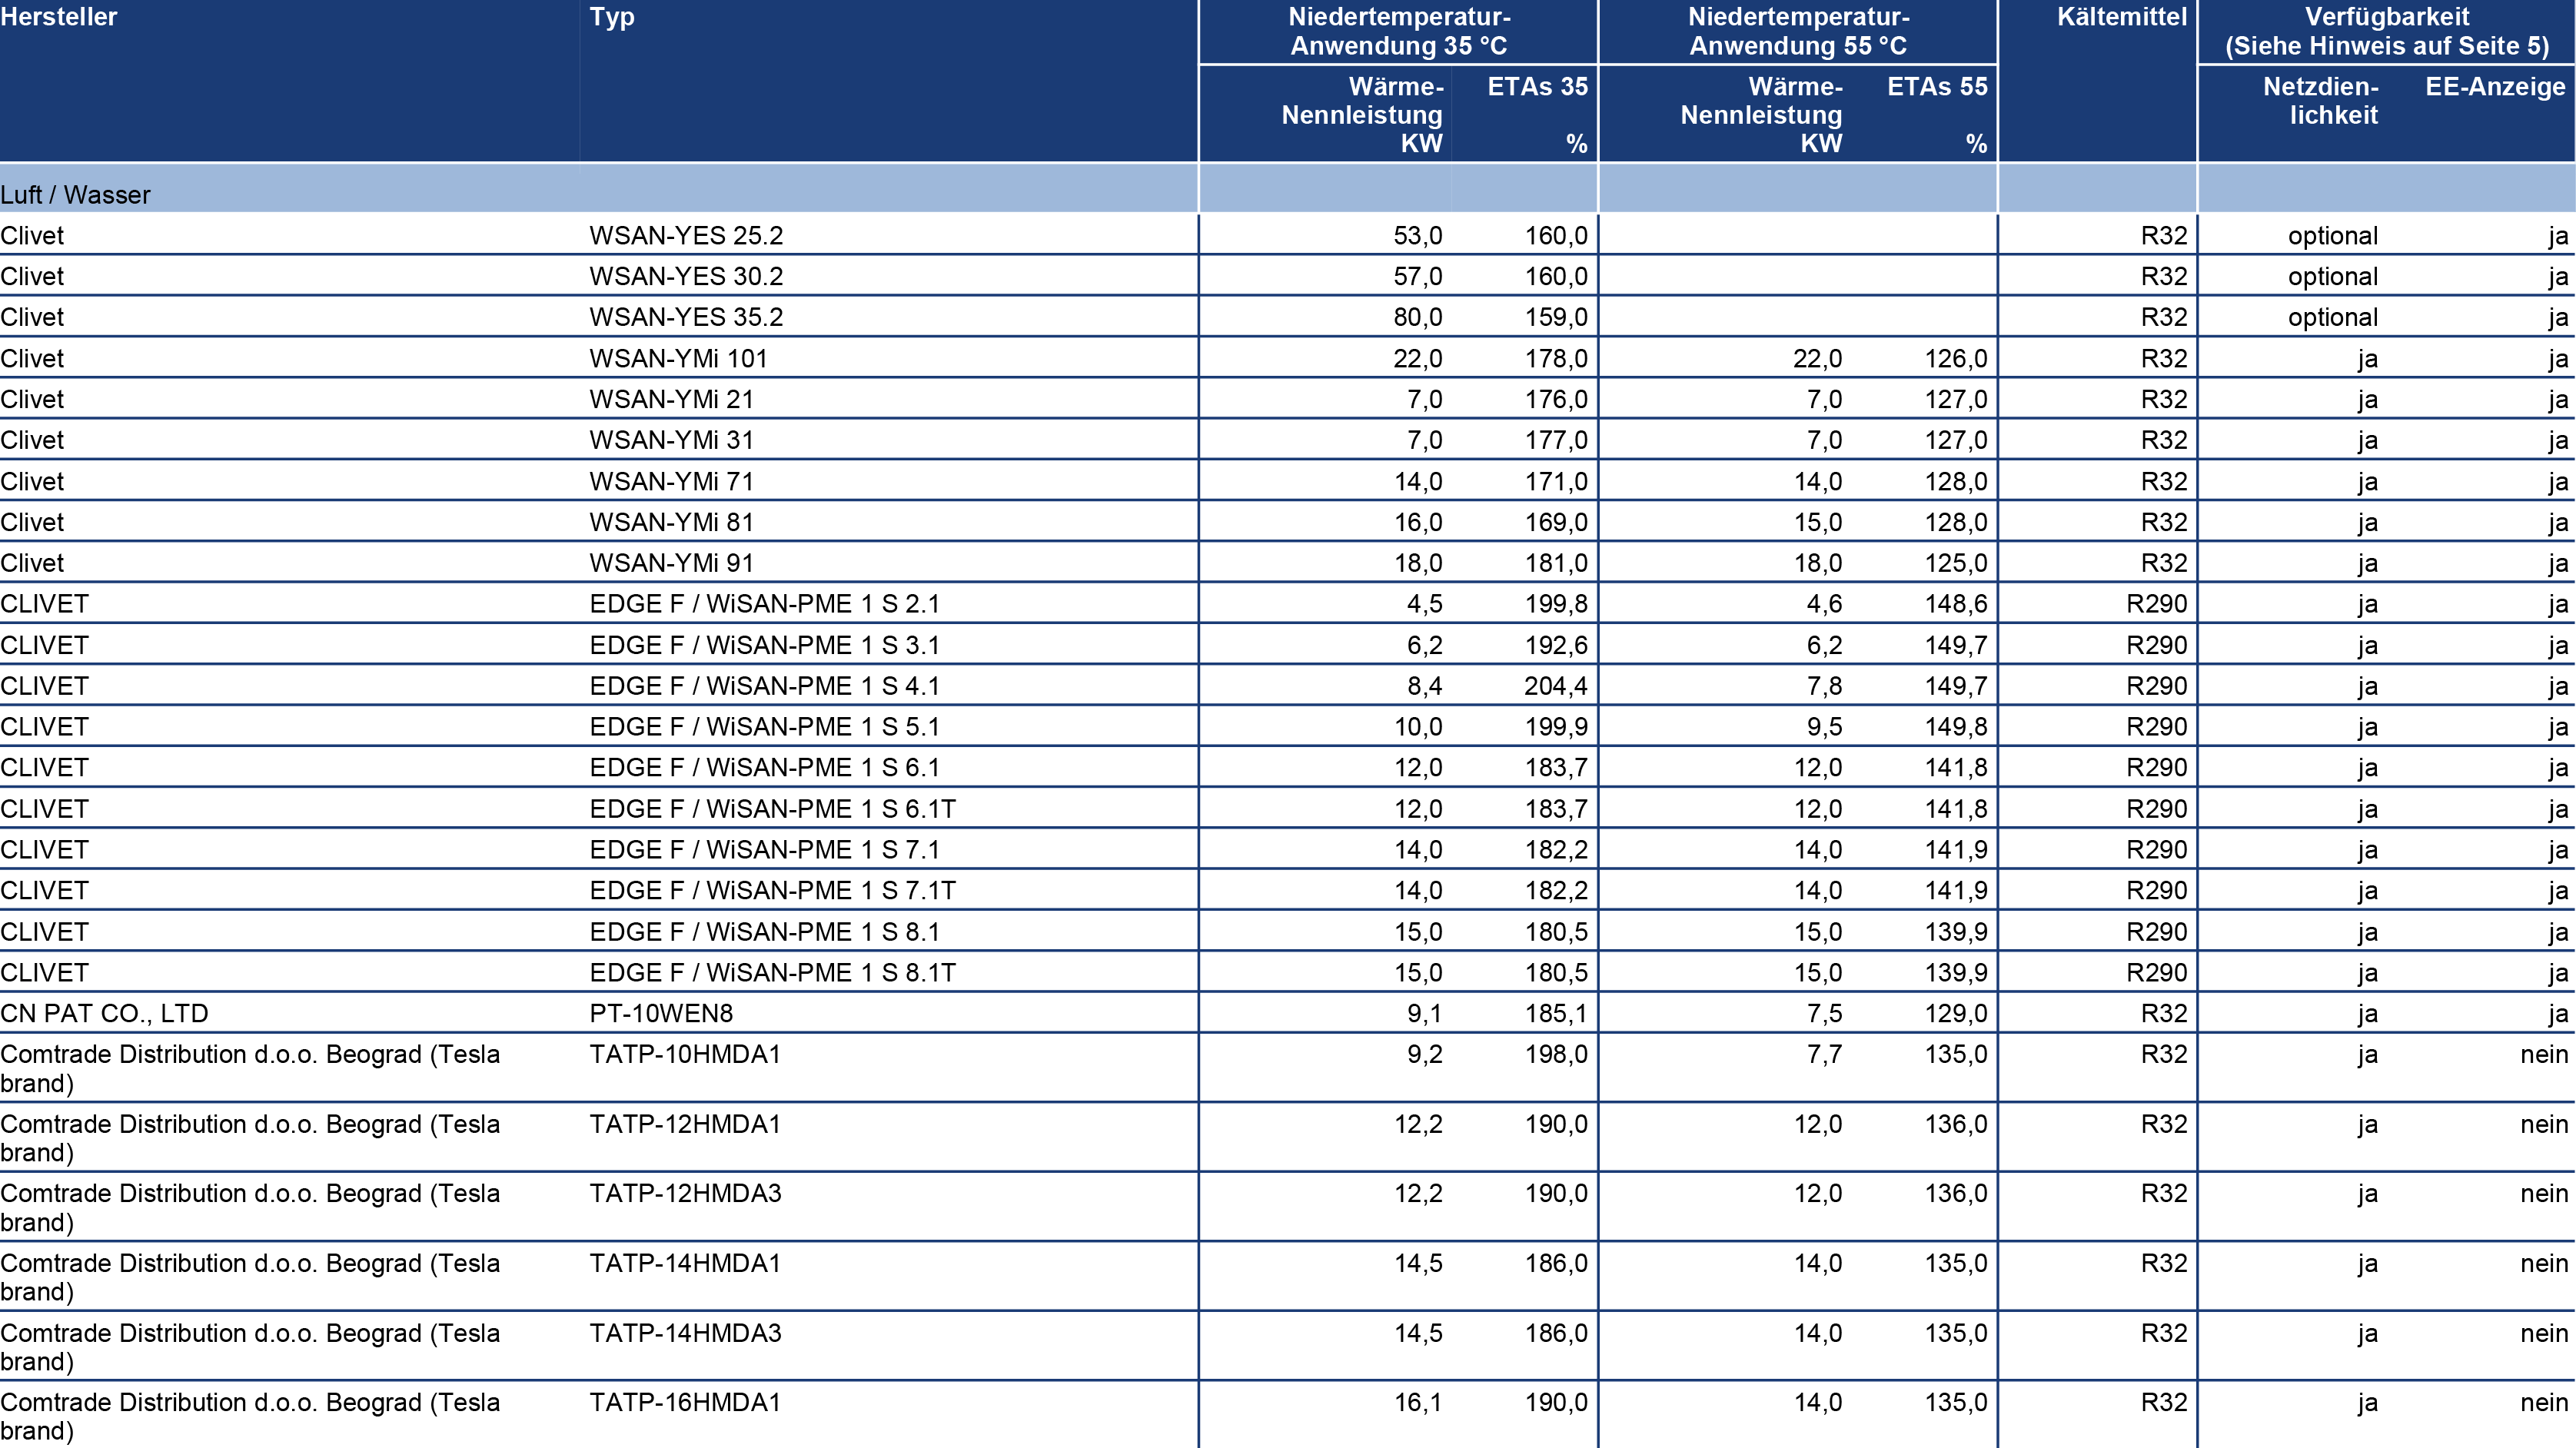 Hersteller Typ Niedertemperatur- Niedertemperatur- Kältemittel Verfügbarkeit
Anwendung 35 °C Anwendung 55 °C (Siehe Hinweis auf Seite 5)
Wärme- ETAs 35 Wärme- ETAs 55 Netzdien- EE-Anzeige
Nennleistung Nennleistung lichkeit
KW % KW %
Luft / Wasser
Clivet WSAN-YES 25.2 53,0 160,0 R32 optional ja
Clivet WSAN-YES 30.2 57,0 160,0 R32 optional ja
Clivet WSAN-YES 35.2 80,0 159,0 R32 optional ja
Clivet WSAN-YMi 101 22,0 178,0 22,0 126,0 R32 ja ja
Clivet WSAN-YMi 21 7,0 176,0 7,0 127,0 R32 ja ja
Clivet WSAN-YMi 31 7,0 177,0 7,0 127,0 R32 ja ja
Clivet WSAN-YMi 71 14,0 171,0 14,0 128,0 R32 ja ja
Clivet WSAN-YMi 81 16,0 169,0 15,0 128,0 R32 ja ja
Clivet WSAN-YMi 91 18,0 181,0 18,0 125,0 R32 ja ja
CLIVET EDGE F / WiSAN-PME 1 S 2.1 4,5 199,8 4,6 148,6 R290 ja ja
CLIVET EDGE F / WiSAN-PME 1 S 3.1 6,2 192,6 6,2 149,7 R290 ja ja
CLIVET EDGE F / WiSAN-PME 1 S 4.1 8,4 204,4 7,8 149,7 R290 ja ja
CLIVET EDGE F / WiSAN-PME 1 S 5.1 10,0 199,9 9,5 149,8 R290 ja ja
CLIVET EDGE F / WiSAN-PME 1 S 6.1 12,0 183,7 12,0 141,8 R290 ja ja
CLIVET EDGE F / WiSAN-PME 1 S 6.1T 12,0 183,7 12,0 141,8 R290 ja ja
CLIVET EDGE F / WiSAN-PME 1 S 7.1 14,0 182,2 14,0 141,9 R290 ja ja
CLIVET EDGE F / WiSAN-PME 1 S 7.1T 14,0 182,2 14,0 141,9 R290 ja ja
CLIVET EDGE F / WiSAN-PME 1 S 8.1 15,0 180,5 15,0 139,9 R290 ja ja
CLIVET EDGE F / WiSAN-PME 1 S 8.1T 15,0 180,5 15,0 139,9 R290 ja ja
CN PAT CO., LTD PT-10WEN8 9,1 185,1 7,5 129,0 R32 ja ja
Comtrade Distribution d.o.o. Beograd (Tesla TATP-10HMDA1 9,2 198,0 7,7 135,0 R32 ja nein
brand)
Comtrade Distribution d.o.o. Beograd (Tesla TATP-12HMDA1 12,2 190,0 12,0 136,0 R32 ja nein
brand)
Comtrade Distribution d.o.o. Beograd (Tesla TATP-12HMDA3 12,2 190,0 12,0 136,0 R32 ja nein
brand)
Comtrade Distribution d.o.o. Beograd (Tesla TATP-14HMDA1 14,5 186,0 14,0 135,0 R32 ja nein
brand)
Comtrade Distribution d.o.o. Beograd (Tesla TATP-14HMDA3 14,5 186,0 14,0 135,0 R32 ja nein
brand)
Comtrade Distribution d.o.o. Beograd (Tesla TATP-16HMDA1 16,1 190,0 14,0 135,0 R32 ja nein
brand)